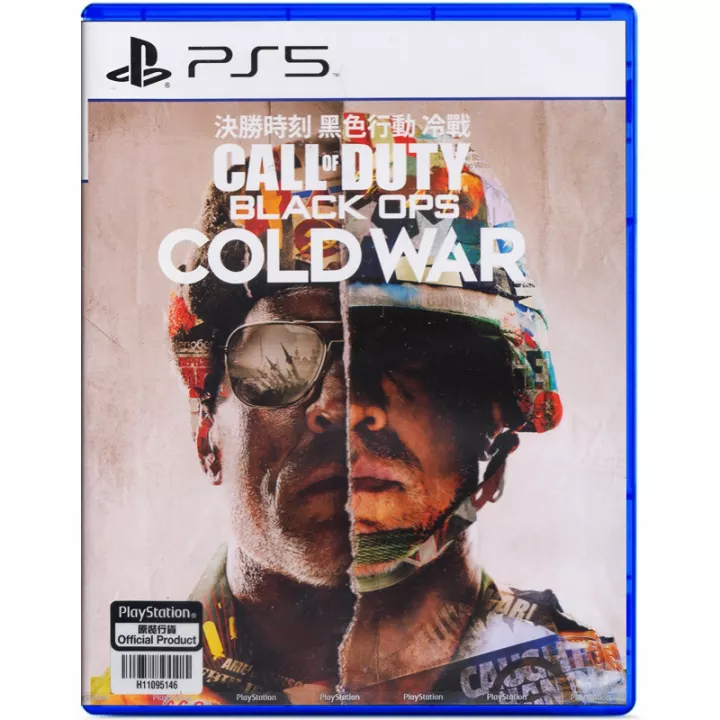 PS5
決勝時刻 黑色行動 冷戰
CALL OF DUTY
BLACK OPS
COLD WAR
PlayStation®
原裝行貨
Official Product
H11095146
CAUGHT
PlayStation PlayStation PlayStation PlayStation